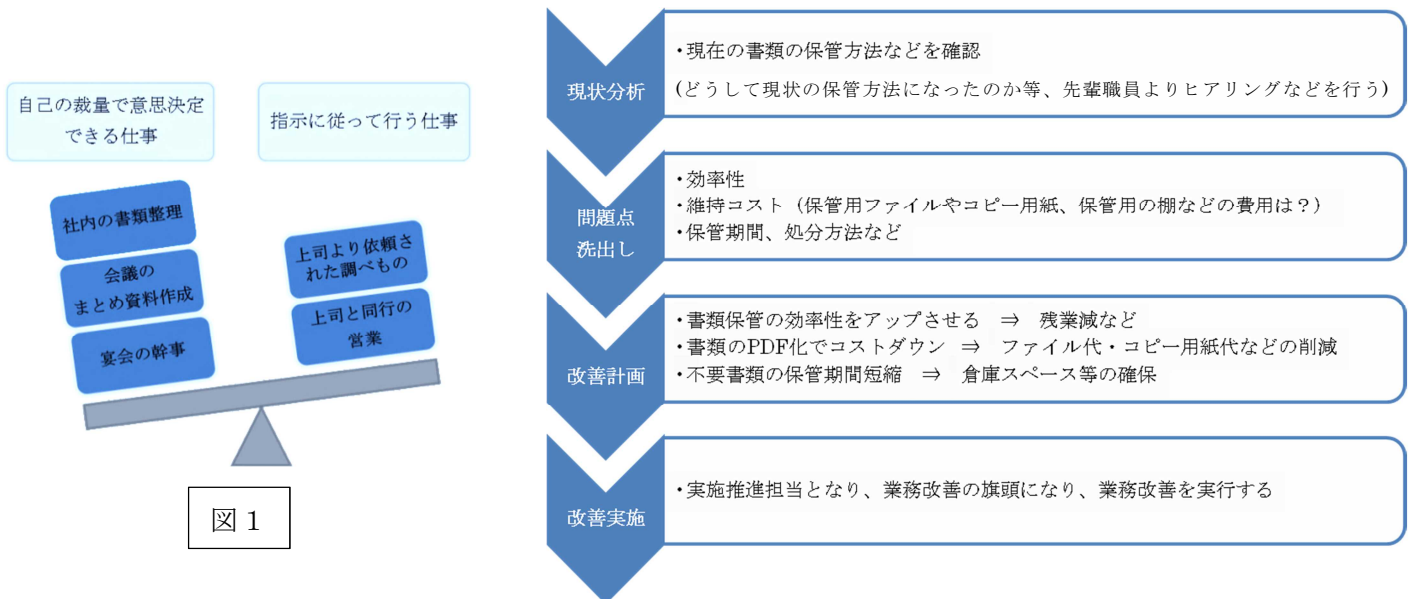 自己の裁量で意思決定
できる仕事
指示に従って行う仕事
社内の書類整理
会議の
まとめ資料作成
宴会の幹事
上司より依頼さ
れた調べもの
上司と同行の
営業
図1
現状分析
・現在の書類の保管方法などを確認
(どうして現状の保管方法になったのか等、先輩職員よりヒアリングなどを行う)
問題点
洗出し
・効率性
・維持コスト（保管用ファイルやコピー用紙、保管用の棚などの費用は？）
・保管期間、処分方法など
改善計画
・書類保管の効率性をアップさせる　⇒　残業減など
・書類のPDF化でコストダウン　⇒　ファイル代・コピー用紙代などの削減
・不要書類の保管期間短縮　⇒　倉庫スペース等の確保
改善実施
・実施推進担当となり、業務改善の旗頭になり、業務改善を実行する